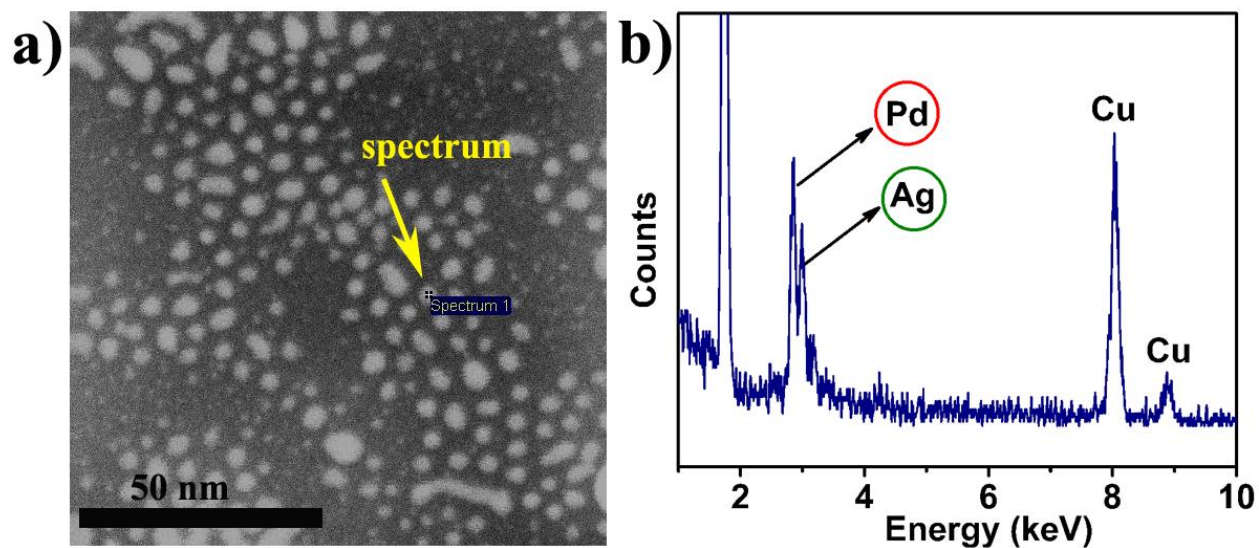 a)
spectrum
Spectrum 1
50 nm
b)
Pd
Ag
Cu
Cu
Counts
2 4 6 8 10
Energy (keV)